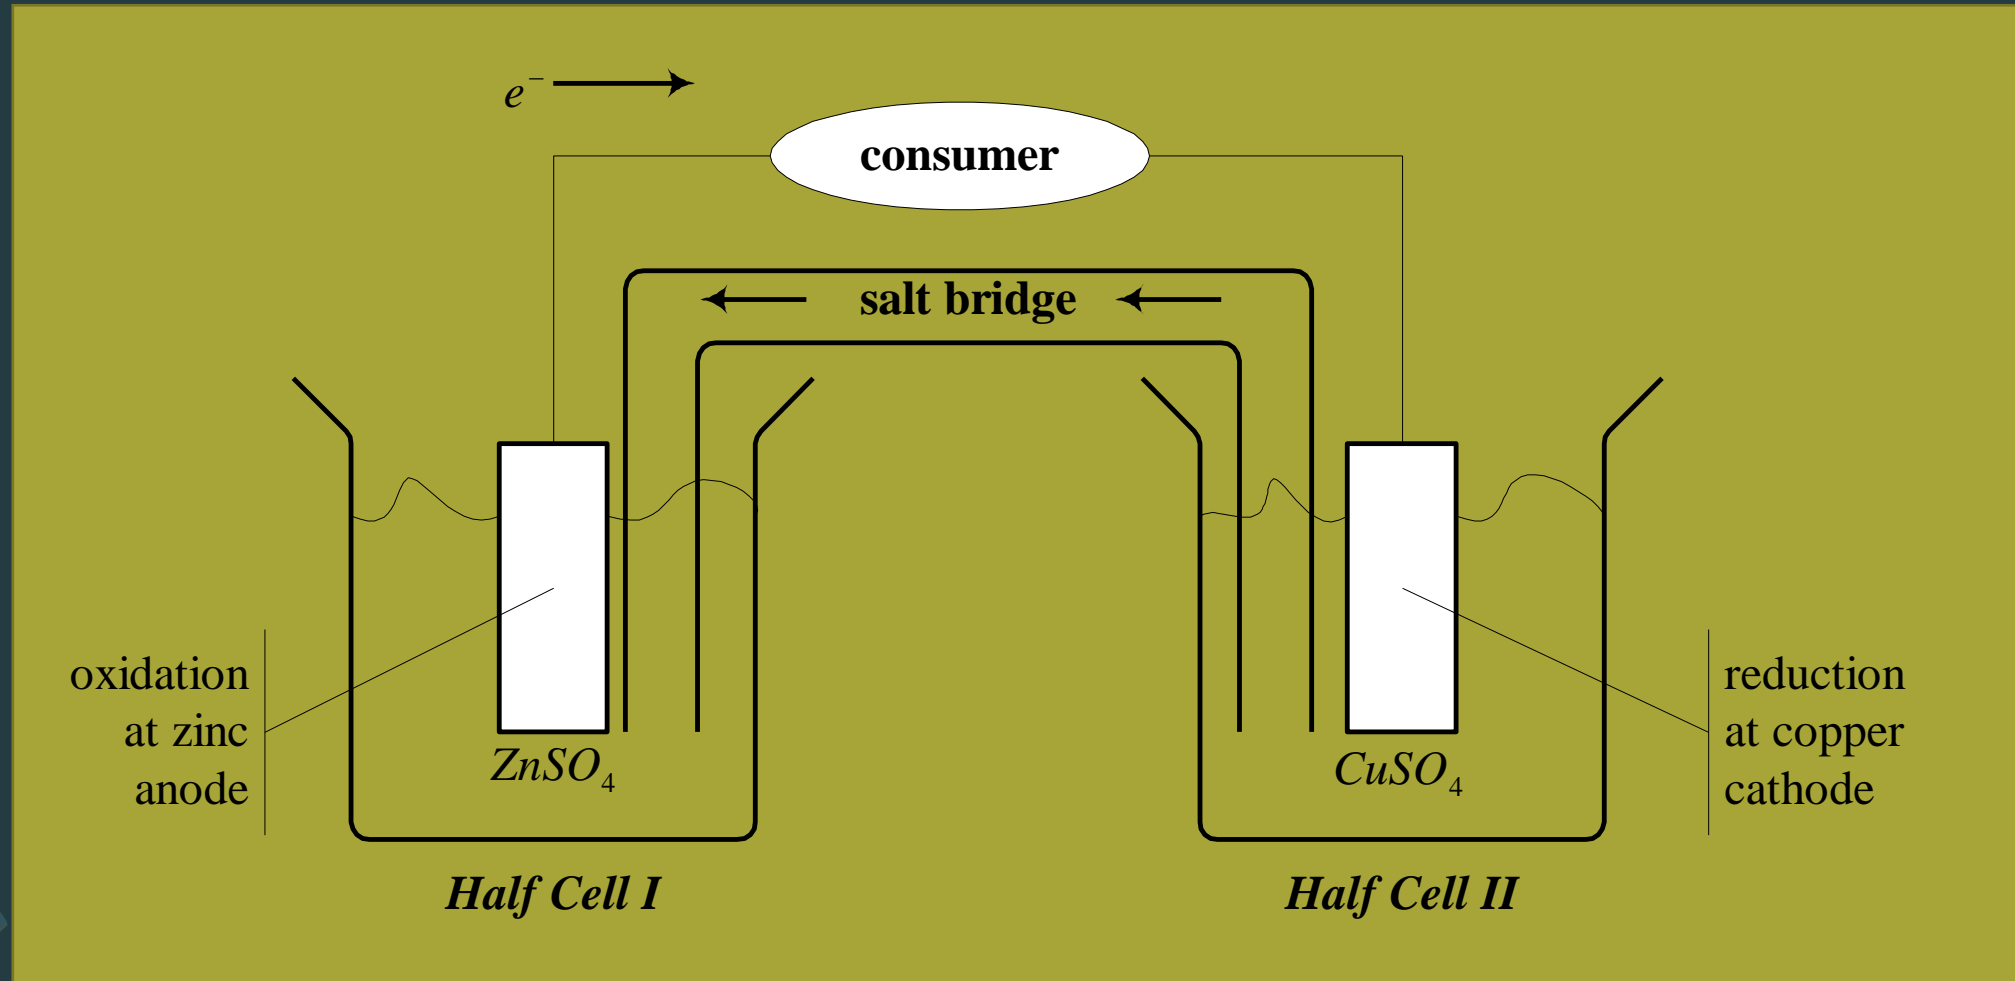 e⁻
consumer
salt bridge
oxidation
at zinc
anode
ZnSO₄
CuSO₄
reduction
at copper
cathode
Half Cell I
Half Cell II